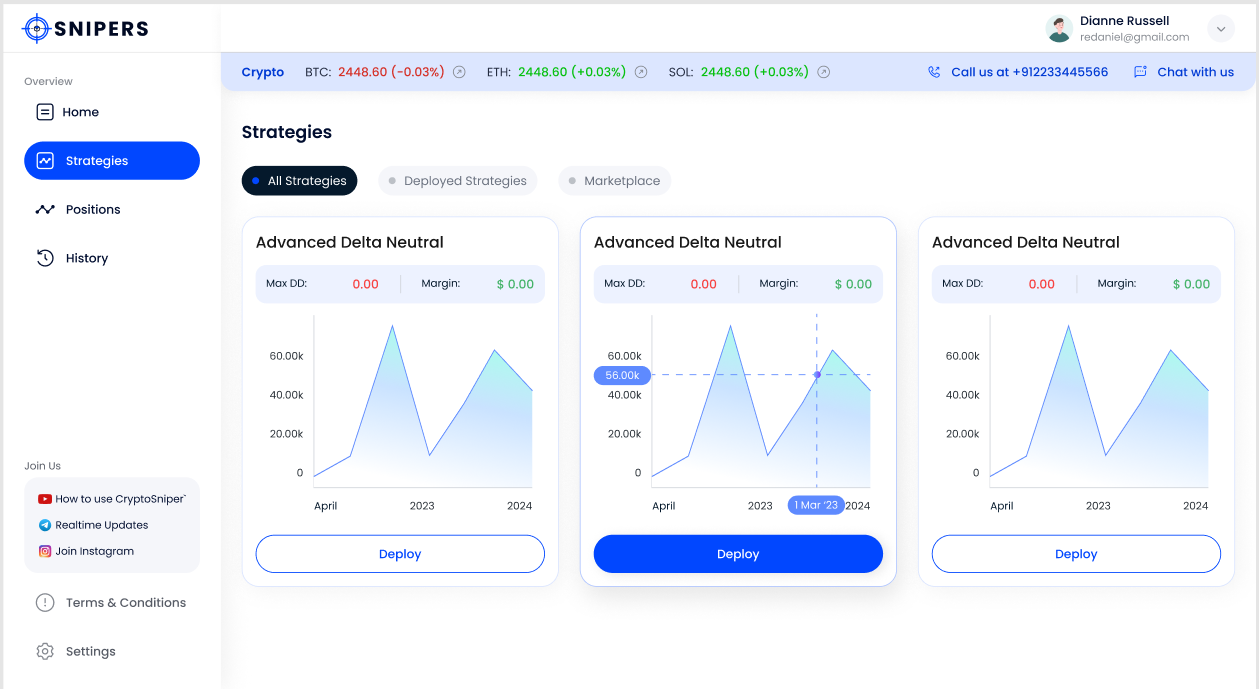 SNIPERS
Dianne Russell
redaniel@gmail.com
Crypto BTC: 2448.60 (-0.03%) ETH: 2448.60 (+0.03%) SOL: 2448.60 (+0.03%) Call us at +912233445566 Chat with us
Overview
Home
Strategies
Positions
History
Join Us
How to use CryptoSniper
Realtime Updates
Join Instagram
Terms & Conditions
Settings
Strategies
All Strategies Deployed Strategies Marketplace
Advanced Delta Neutral
Max DD: 0.00 Margin: $ 0.00
60.00k
40.00k
20.00k
0
April 2023 2024
Deploy
Advanced Delta Neutral
Max DD: 0.00 Margin: $ 0.00
60.00k
56.00k
40.00k
20.00k
0
April 2023 1 Mar '23 2024
Deploy
Advanced Delta Neutral
Max DD: 0.00 Margin: $ 0.00
60.00k
40.00k
20.00k
0
April 2023 2024
Deploy